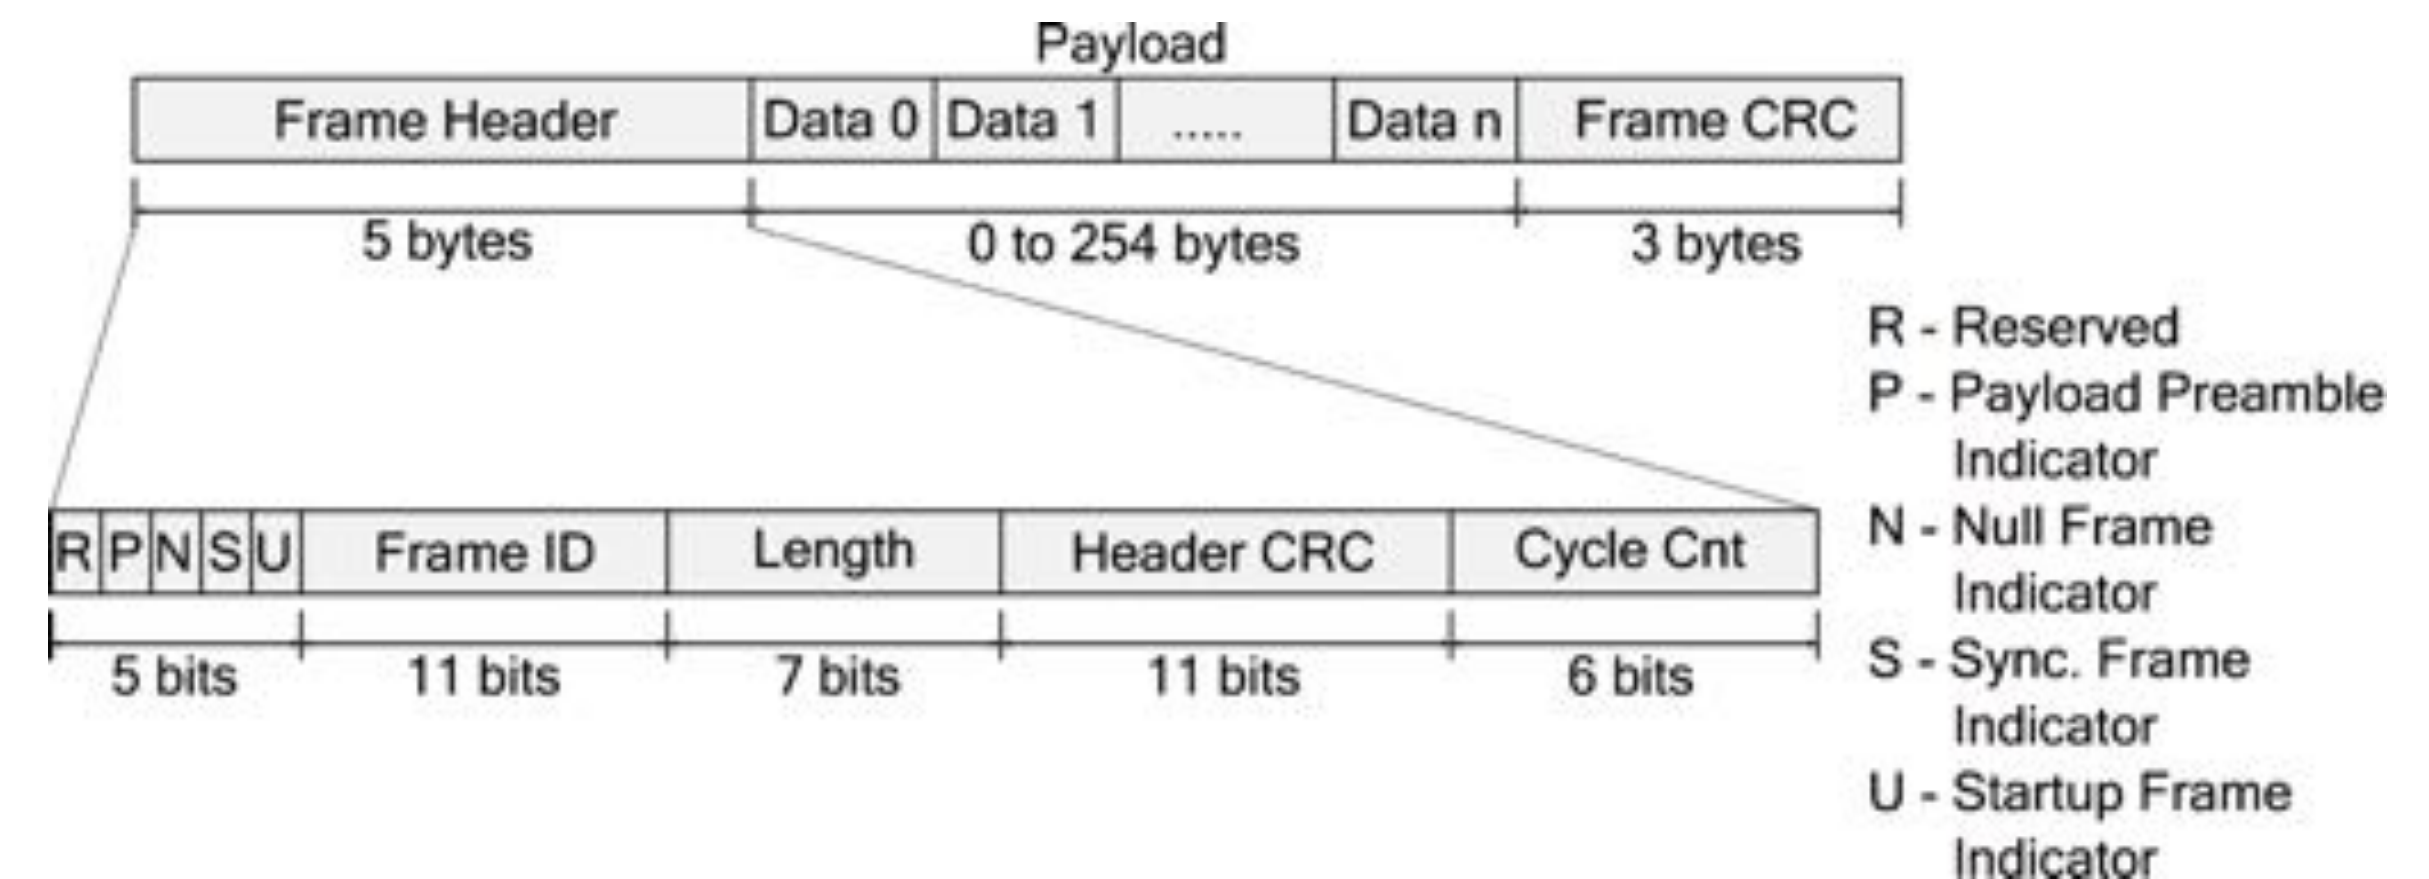 Payload
Frame Header Data 0 Data 1 ..... Data n Frame CRC
5 bytes 0 to 254 bytes 3 bytes
R P N S U Frame ID Length Header CRC Cycle Cnt
5 bits 11 bits 7 bits 11 bits 6 bits
R - Reserved
P - Payload Preamble
Indicator
N - Null Frame
Indicator
S - Sync. Frame
Indicator
U - Startup Frame
Indicator